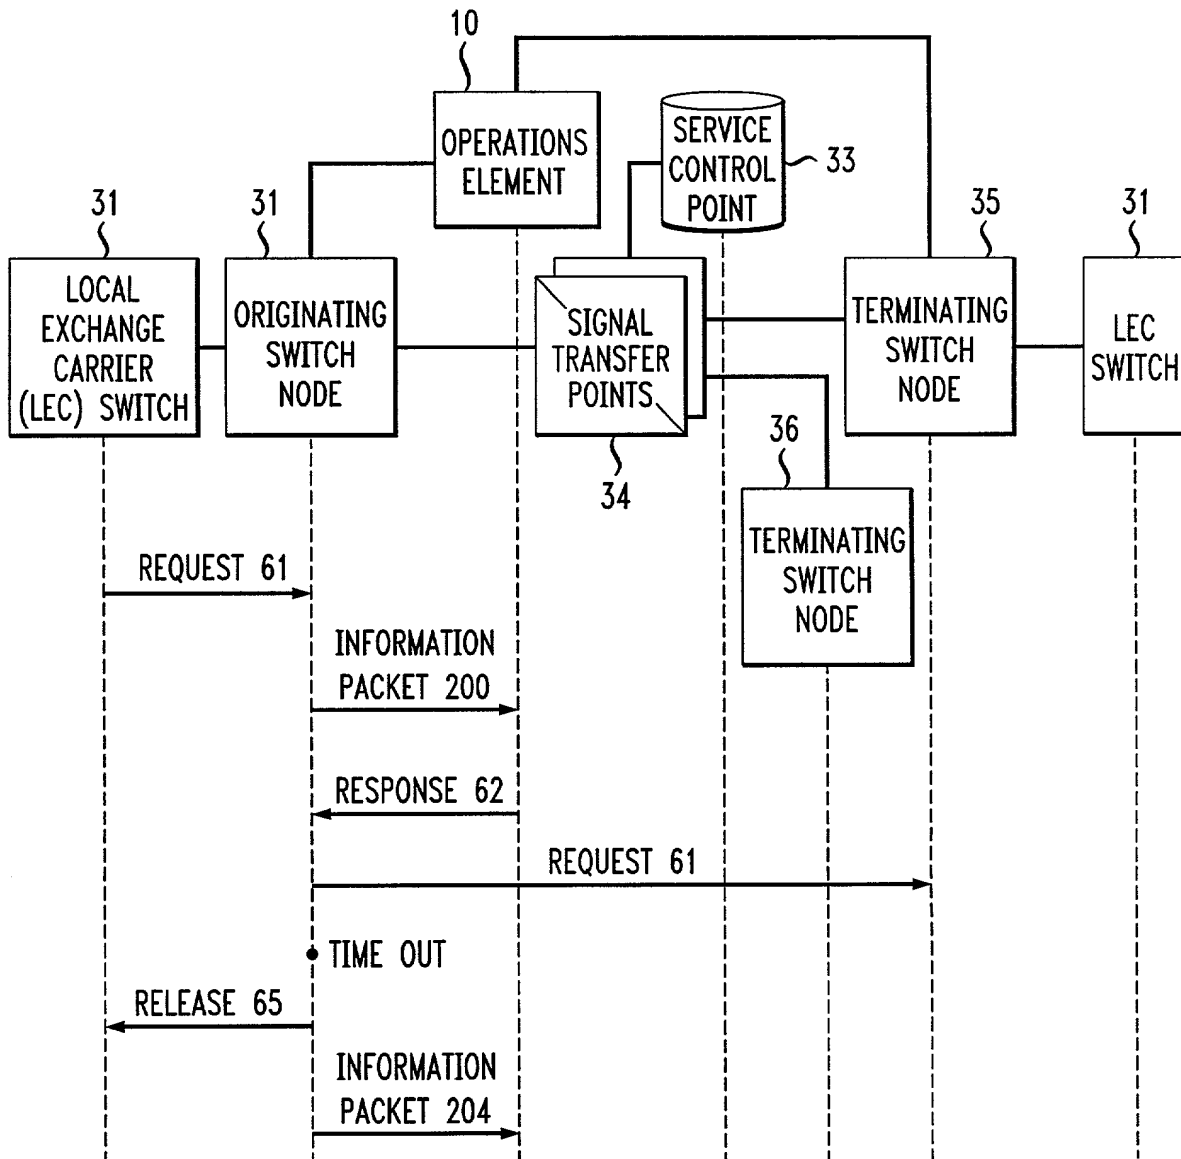 10
OPERATIONS
ELEMENT
SERVICE
CONTROL
POINT
33
31
LOCAL
EXCHANGE
CARRIER
(LEC) SWITCH
31
ORIGINATING
SWITCH
NODE
SIGNAL
TRANSFER
POINTS
34
35
TERMINATING
SWITCH
NODE
31
LEC
SWITCH
36
TERMINATING
SWITCH
NODE
REQUEST 61
INFORMATION
PACKET 200
RESPONSE 62
REQUEST 61
TIME OUT
RELEASE 65
INFORMATION
PACKET 204